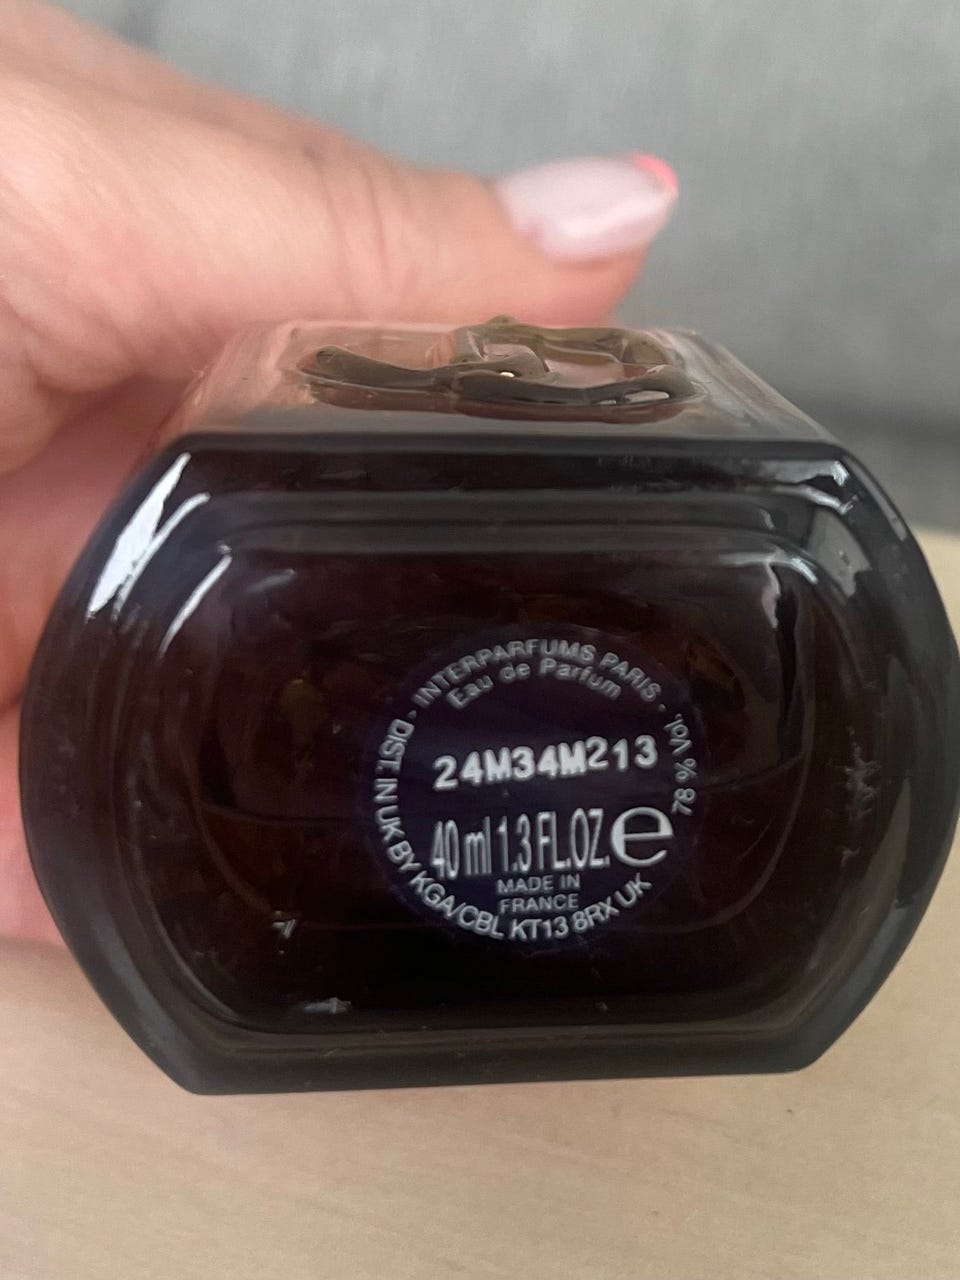 - INTERPARFUMS PARIS -
Eau de Parfum
24M34M213
40 ml 1.3 FL.OZ. e
MADE IN
FRANCE
DIST. IN UK BY KGA/CBL KT13 8RX UK
78 % Vol.